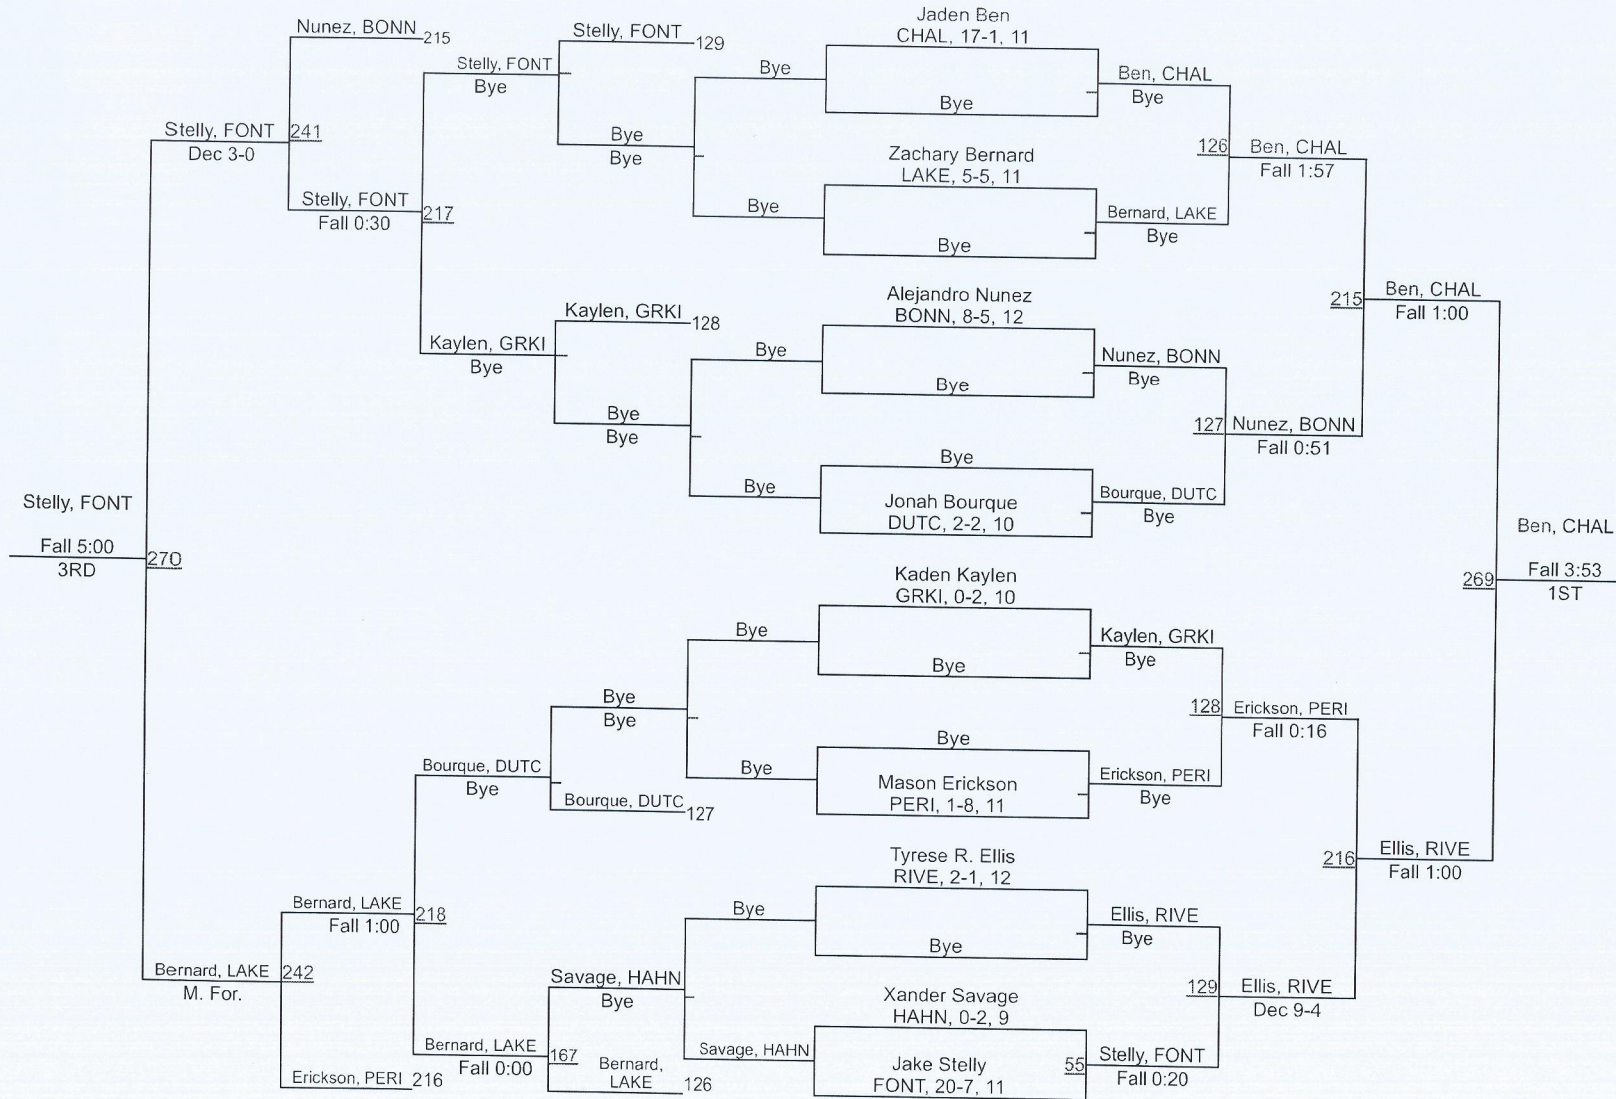 Nunez, BONN 215
Stelly, FONT 241
Dec 3-0
Stelly, FONT 217
Fall 0:30
Stelly, FONT
Bye
Stelly, FONT 129
Bye
Bye
Bye
Bye
Kaylen, GRKI
Bye
Kaylen, GRKI 128
Bye
Bye
Bye
Bye
Stelly, FONT
Fall 5:00 270
3RD
Bourque, DUTC
Bye
Bye
Bye
Bourque, DUTC 127
Bye
Bye
Bernard, LAKE 218
Fall 1:00
Bernard, LAKE 242
M. For.
Erickson, PERI 216
Bernard, LAKE 167
Fall 0:00
Savage, HAHN
Bye
Bernard,
LAKE 126
Bye
Savage, HAHN
Jaden Ben
CHAL, 17-1, 11
Bye
Zachary Bernard
LAKE, 5-5, 11
Bye
Alejandro Nunez
BONN, 8-5, 12
Bye
Bye
Jonah Bourque
DUTC, 2-2, 10
Kaden Kaylen
GRKI, 0-2, 10
Bye
Bye
Mason Erickson
PERI, 1-8, 11
Tyrese R. Ellis
RIVE, 2-1, 12
Bye
Xander Savage
HAHN, 0-2, 9
Jake Stelly 55
FONT, 20-7, 11
Ben, CHAL
Bye
126 Ben, CHAL
Fall 1:57
Bernard, LAKE
Bye
215 Ben, CHAL
Fall 1:00
Nunez, BONN
Bye
127 Nunez, BONN
Fall 0:51
Bourque, DUTC
Bye
Ben, CHAL
269 Fall 3:53
1ST
Kaylen, GRKI
Bye
128 Erickson, PERI
Fall 0:16
Erickson, PERI
Bye
216 Ellis, RIVE
Fall 1:00
Ellis, RIVE
Bye
129 Ellis, RIVE
Dec 9-4
Stelly, FONT
Fall 0:20